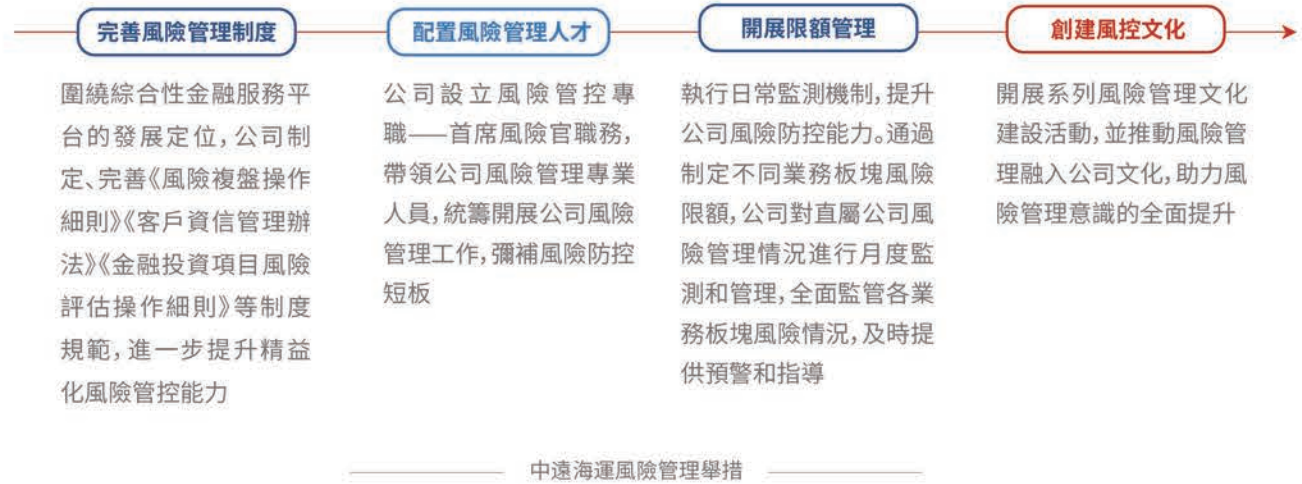 完善風險管理制度
圍繞綜合性金融服務平
台的發展定位，公司制
定、完善《風險複盤操作
細則》《客戶資信管理辦
法》《金融投資項目風險
評估操作細則》等制度
規範，進一步提升精益
化風險管控能力
配置風險管理人才
公司設立風險管控專
職——首席風險官職務，
帶領公司風險管理專業
人員，統籌開展公司風險
管理工作，彌補風險防控
短板
開展限額管理
執行日常監測機制，提升
公司風險防控能力。通過
制定不同業務板塊風險
限額，公司對直屬公司風
險管理情況進行月度監
測和管理，全面監管各業
務板塊風險情況，及時提
供預警和指導
創建風控文化
開展系列風險管理文化
建設活動，並推動風險管
理融入公司文化，助力風
險管理意識的全面提升
中遠海運風險管理舉措